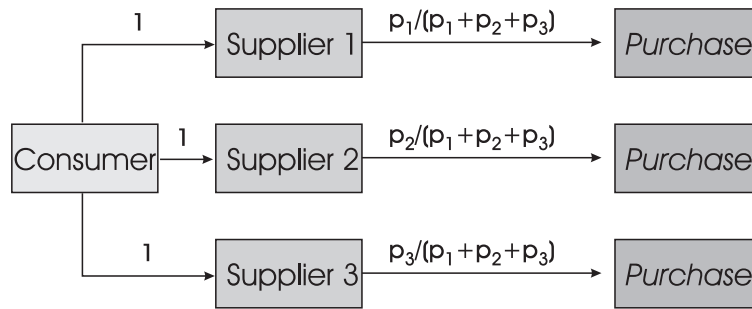 1
Supplier 1
p₁/(p₁+p₂+p₃)
Purchase
Consumer
1
Supplier 2
p₂/(p₁+p₂+p₃)
Purchase
1
Supplier 3
p₃/(p₁+p₂+p₃)
Purchase